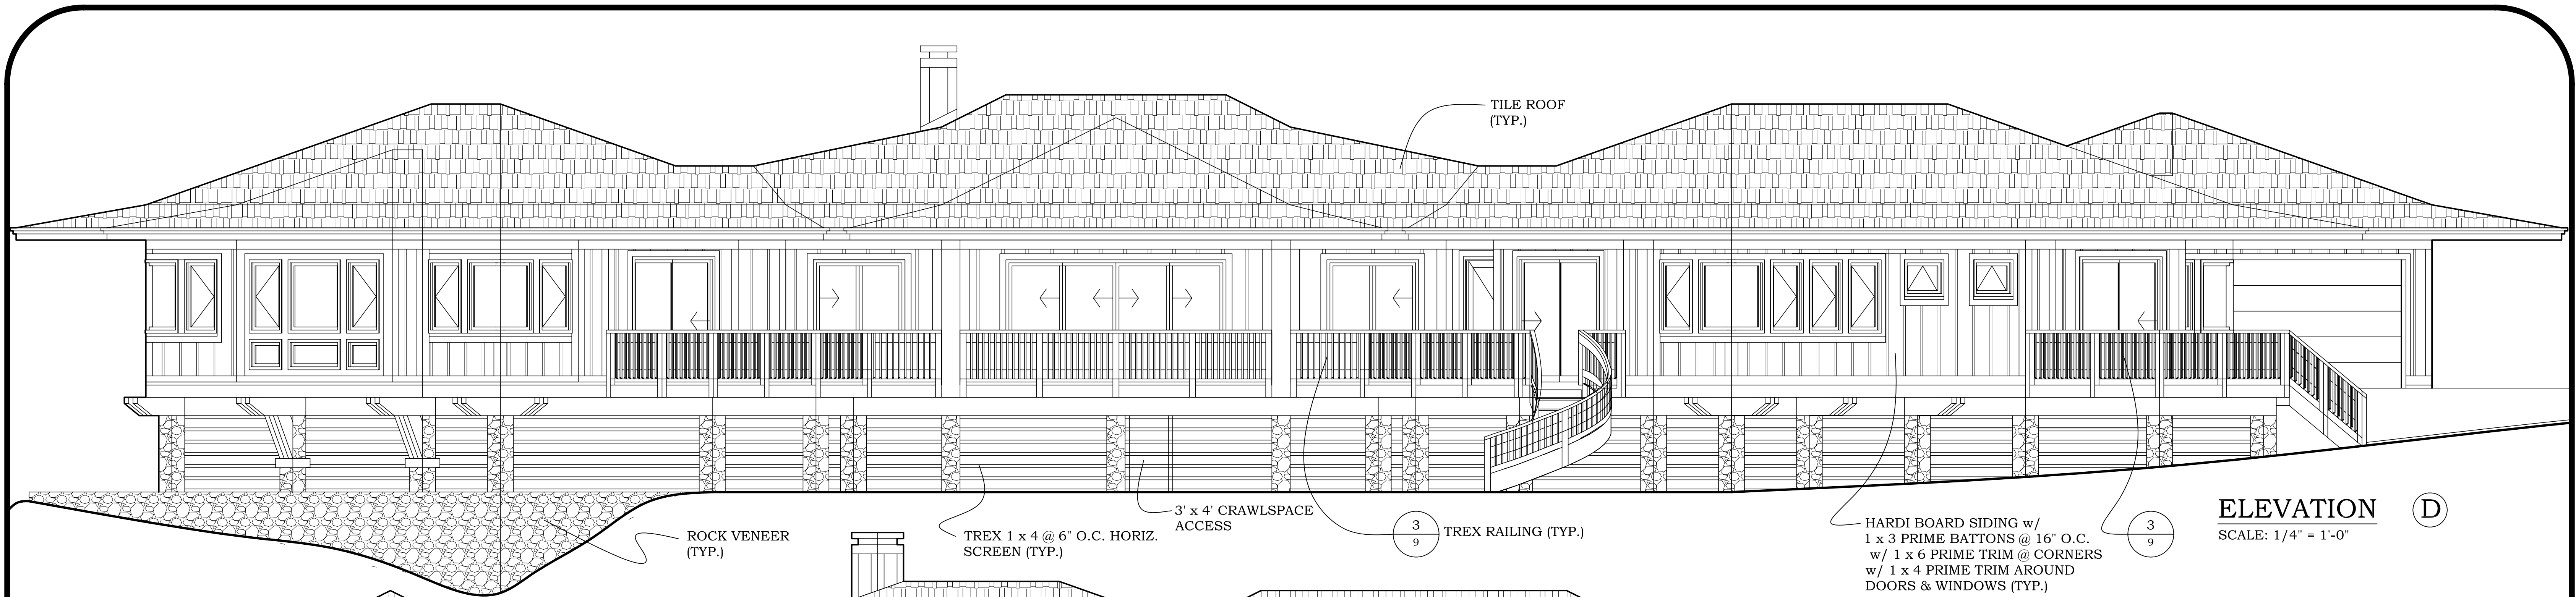 TILE ROOF
(TYP.)
ROCK VENEER
(TYP.)
TREX 1 x 4 @ 6" O.C. HORIZ.
SCREEN (TYP.)
3' x 4' CRAWLSPACE
ACCESS
3
9
TREX RAILING (TYP.)
HARDI BOARD SIDING w/
1 x 3 PRIME BATTONS @ 16" O.C.
w/ 1 x 6 PRIME TRIM @ CORNERS
w/ 1 x 4 PRIME TRIM AROUND
DOORS & WINDOWS (TYP.)
3
9
ELEVATION D
SCALE: 1/4" = 1'-0"